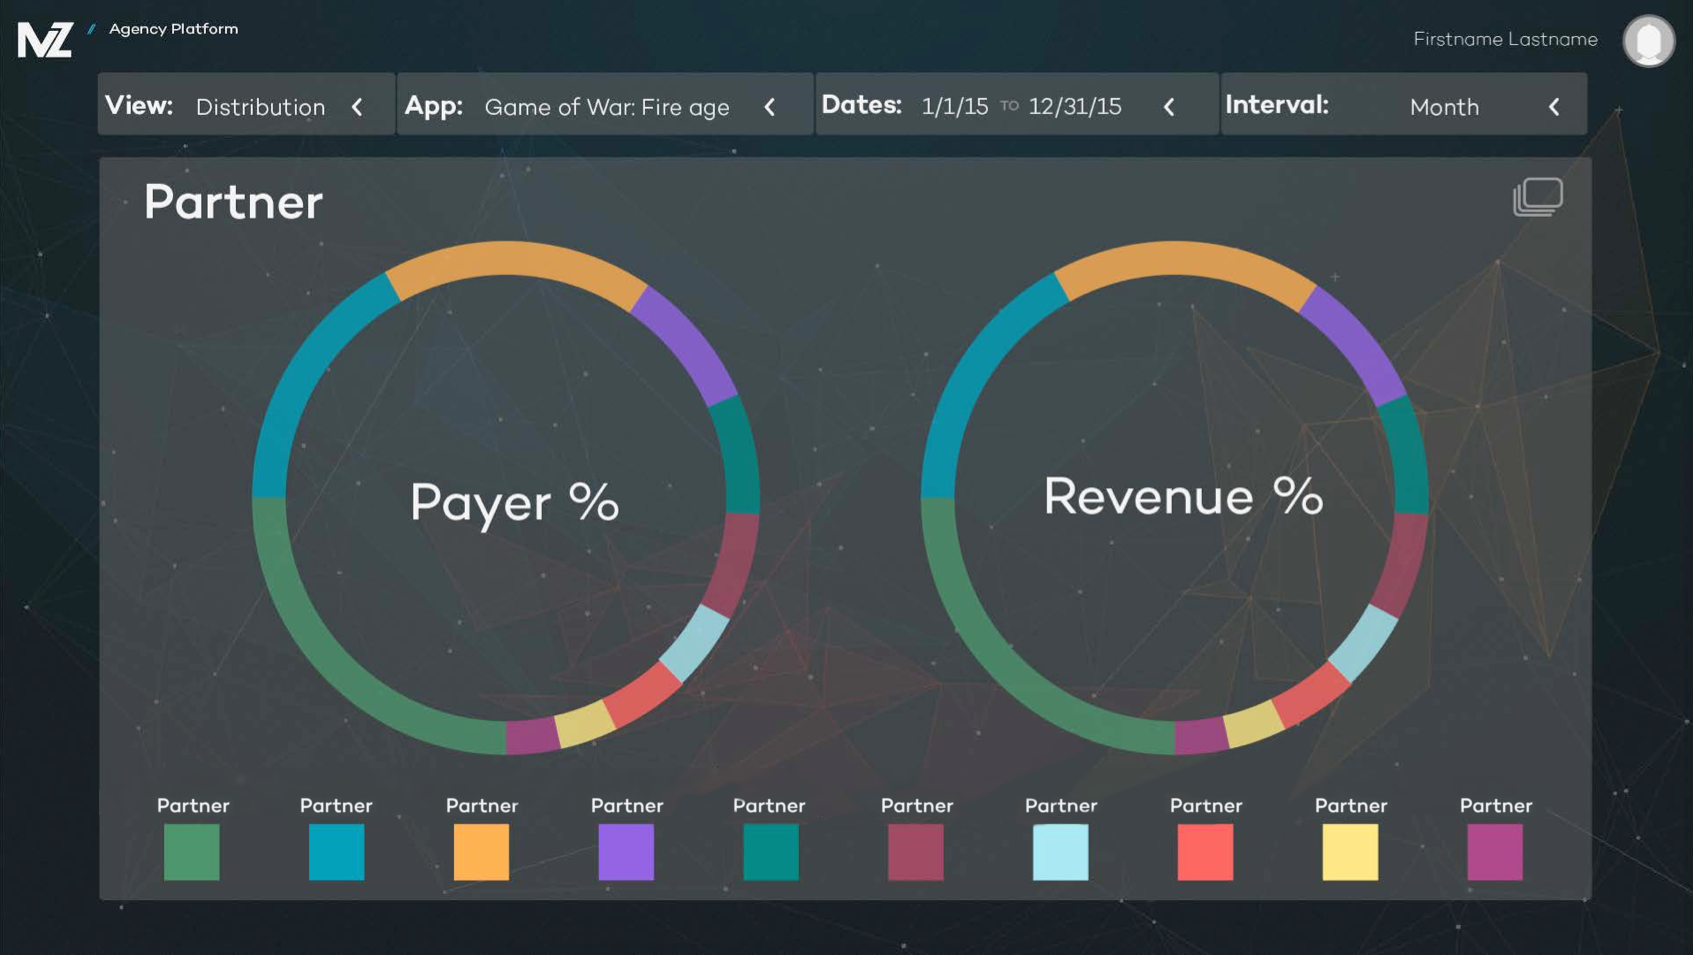 MZ // Agency Platform
Firstname Lastname
View: Distribution
App: Game of War: Fire age
Dates: 1/1/15 TO 12/31/15
Interval: Month
Partner
Payer %
Revenue %
Partner Partner Partner Partner Partner Partner Partner Partner Partner Partner